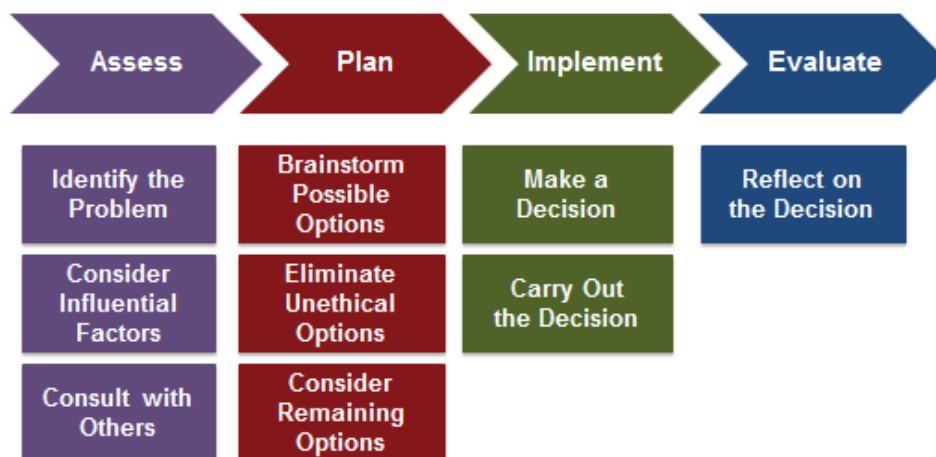 Assess
Plan
Implement
Evaluate
Identify the
Problem
Consider
Influential
Factors
Consult with
Others
Brainstorm
Possible
Options
Eliminate
Unethical
Options
Consider
Remaining
Options
Make a
Decision
Carry Out
the Decision
Reflect on
the Decision